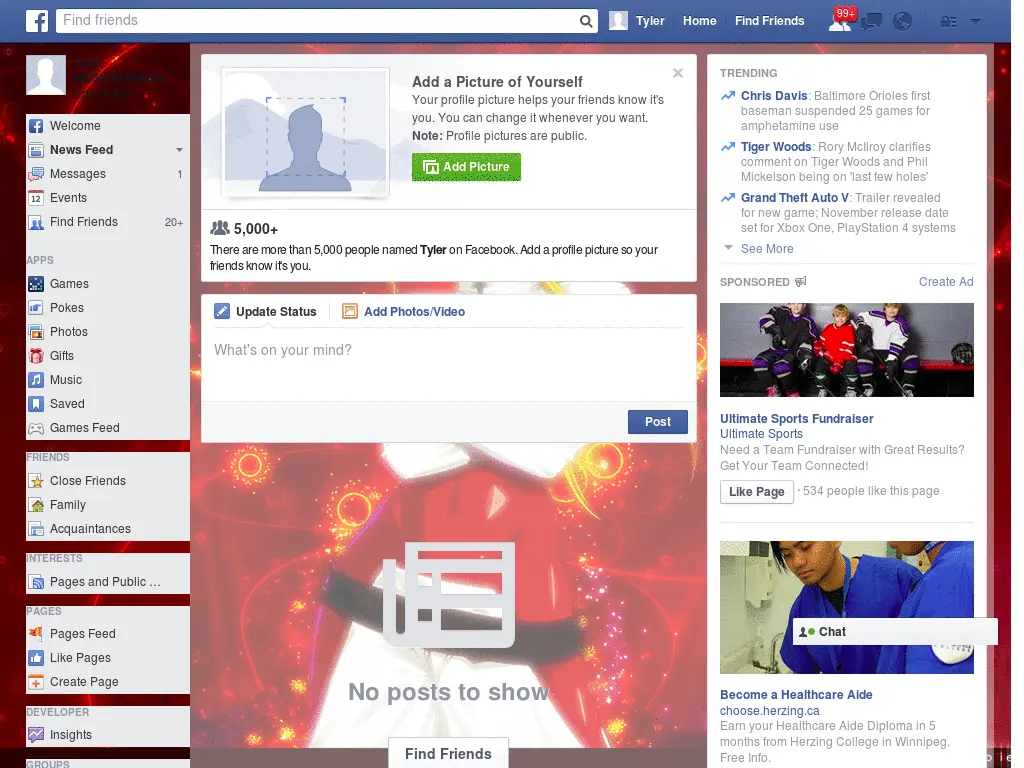 Find friends
Tyler
Home
Find Friends
99+
Welcome
News Feed
Messages 1
12 Events
Find Friends 20+
APPS
Games
Pokes
Photos
Gifts
Music
Saved
Games Feed
FRIENDS
Close Friends
Family
Acquaintances
INTERESTS
Pages and Public ...
PAGES
Pages Feed
Like Pages
Create Page
DEVELOPER
Insights
GROUPS
Add a Picture of Yourself
Your profile picture helps your friends know it's
you. You can change it whenever you want.
Note: Profile pictures are public.
Add Picture
5,000+
There are more than 5,000 people named Tyler on Facebook. Add a profile picture so your
friends know it's you.
Update Status
Add Photos/Video
What's on your mind?
Post
No posts to show
Find Friends
TRENDING
Chris Davis: Baltimore Orioles first
baseman suspended 25 games for
amphetamine use
Tiger Woods: Rory McIlroy clarifies
comment on Tiger Woods and Phil
Mickelson being on 'last few holes'
Grand Theft Auto V: Trailer revealed
for new game; November release date
set for Xbox One, PlayStation 4 systems
See More
SPONSORED
Create Ad
Ultimate Sports Fundraiser
Ultimate Sports
Need a Team Fundraiser with Great Results?
Get Your Team Connected!
Like Page · 534 people like this page
Chat
Become a Healthcare Aide
choose.herzing.ca
Earn your Healthcare Aide Diploma in 5
months from Herzing College in Winnipeg.
Free Info.